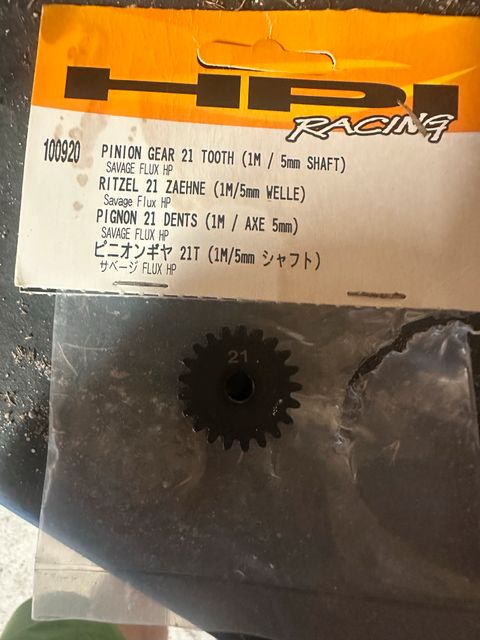 HPI
RACING
100920 PINION GEAR 21 TOOTH (1M / 5mm SHAFT)
SAVAGE FLUX HP
RITZEL 21 ZAEHNE (1M/5mm WELLE)
Savage Flux HP
PIGNON 21 DENTS (1M / AXE 5mm)
SAVAGE FLUX HP
ピニオンギヤ 21T (1M/5mm シャフト)
サベージ FLUX HP
21